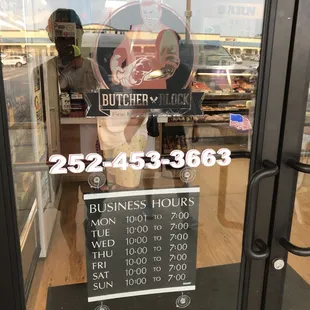 BUTCHER BLOCK
252-453-3663
BUSINESS HOURS
MON 10:01 TO 7:00
TUE 10:00 TO 7:00
WED 10:00 TO 7:00
THU 10:00 TO 7:00
FRI 10:00 TO 7:00
SAT 10:00 TO 7:00
SUN 10:00 TO 7:00